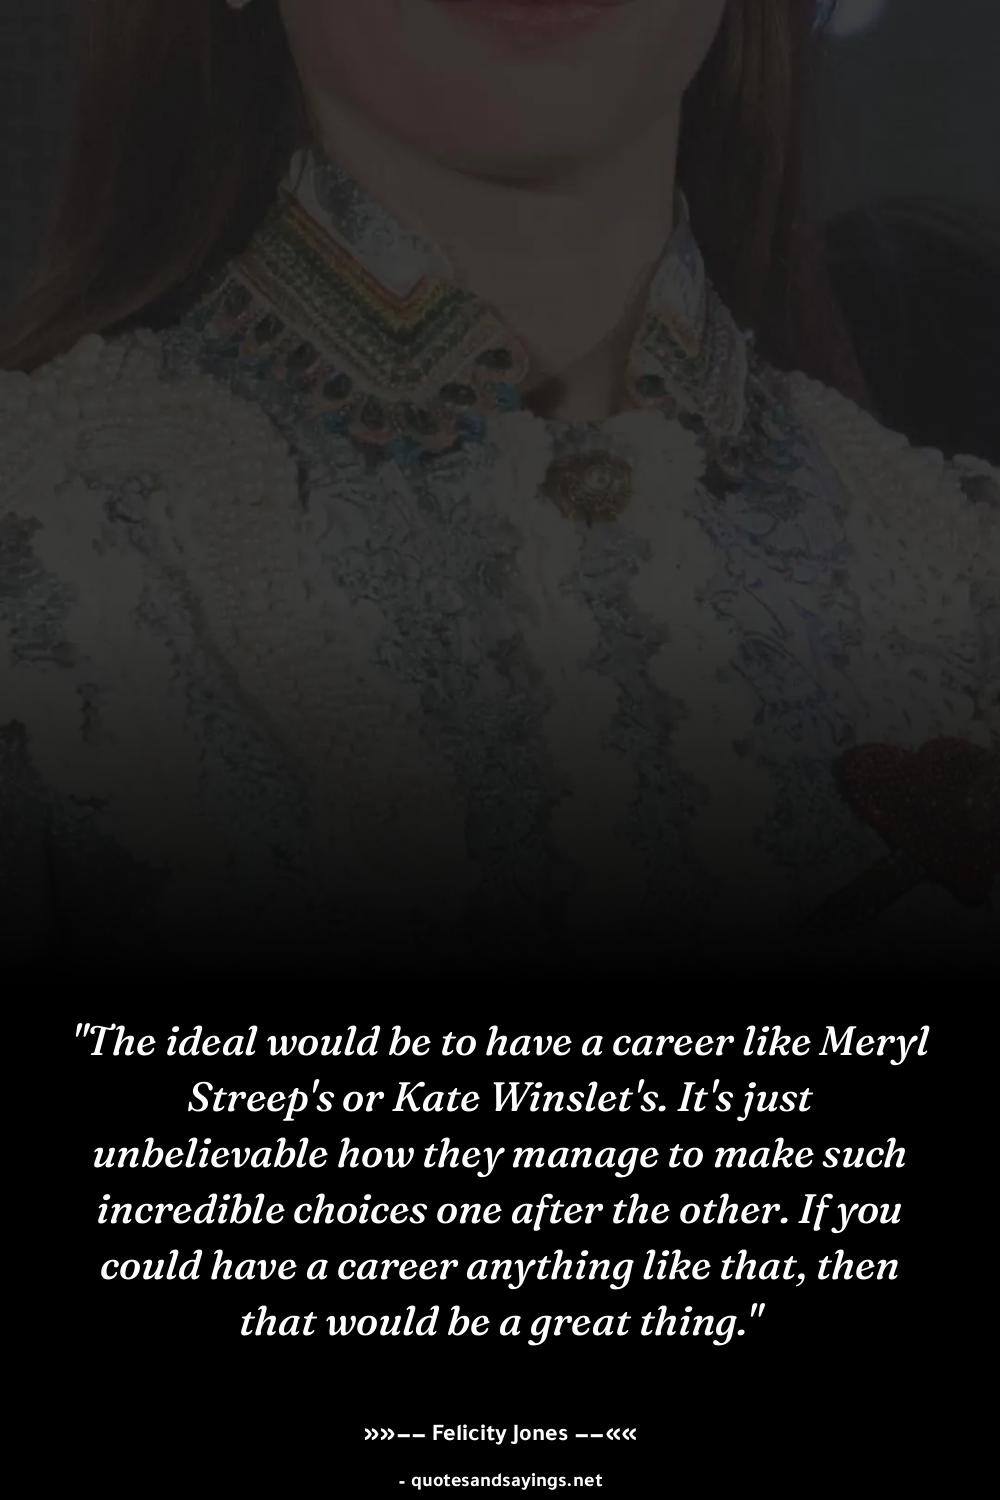 "The ideal would be to have a career like Meryl
Streep's or Kate Winslet's. It's just
unbelievable how they manage to make such
incredible choices one after the other. If you
could have a career anything like that, then
that would be a great thing."
»»–– Felicity Jones ––««
- quotesandsayings.net